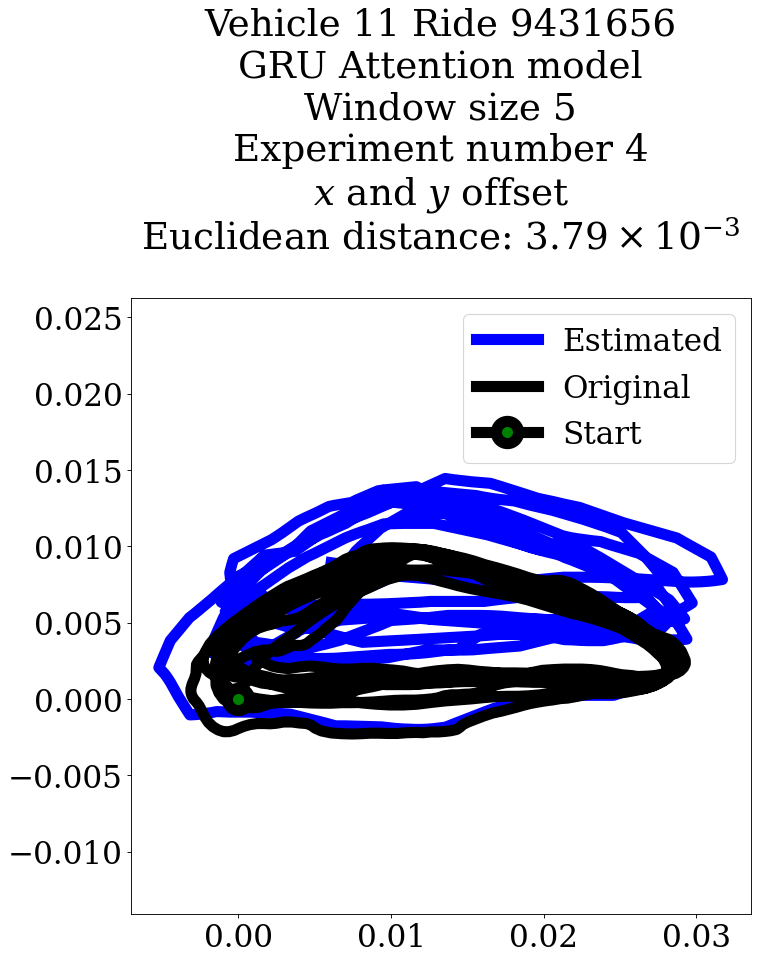 Vehicle 11 Ride 9431656
GRU Attention model
Window size 5
Experiment number 4
x and y offset
Euclidean distance: 3.79 × 10⁻³
Estimated
Original
Start
0.025
0.020
0.015
0.010
0.005
0.000
−0.005
−0.010
0.00 0.01 0.02 0.03